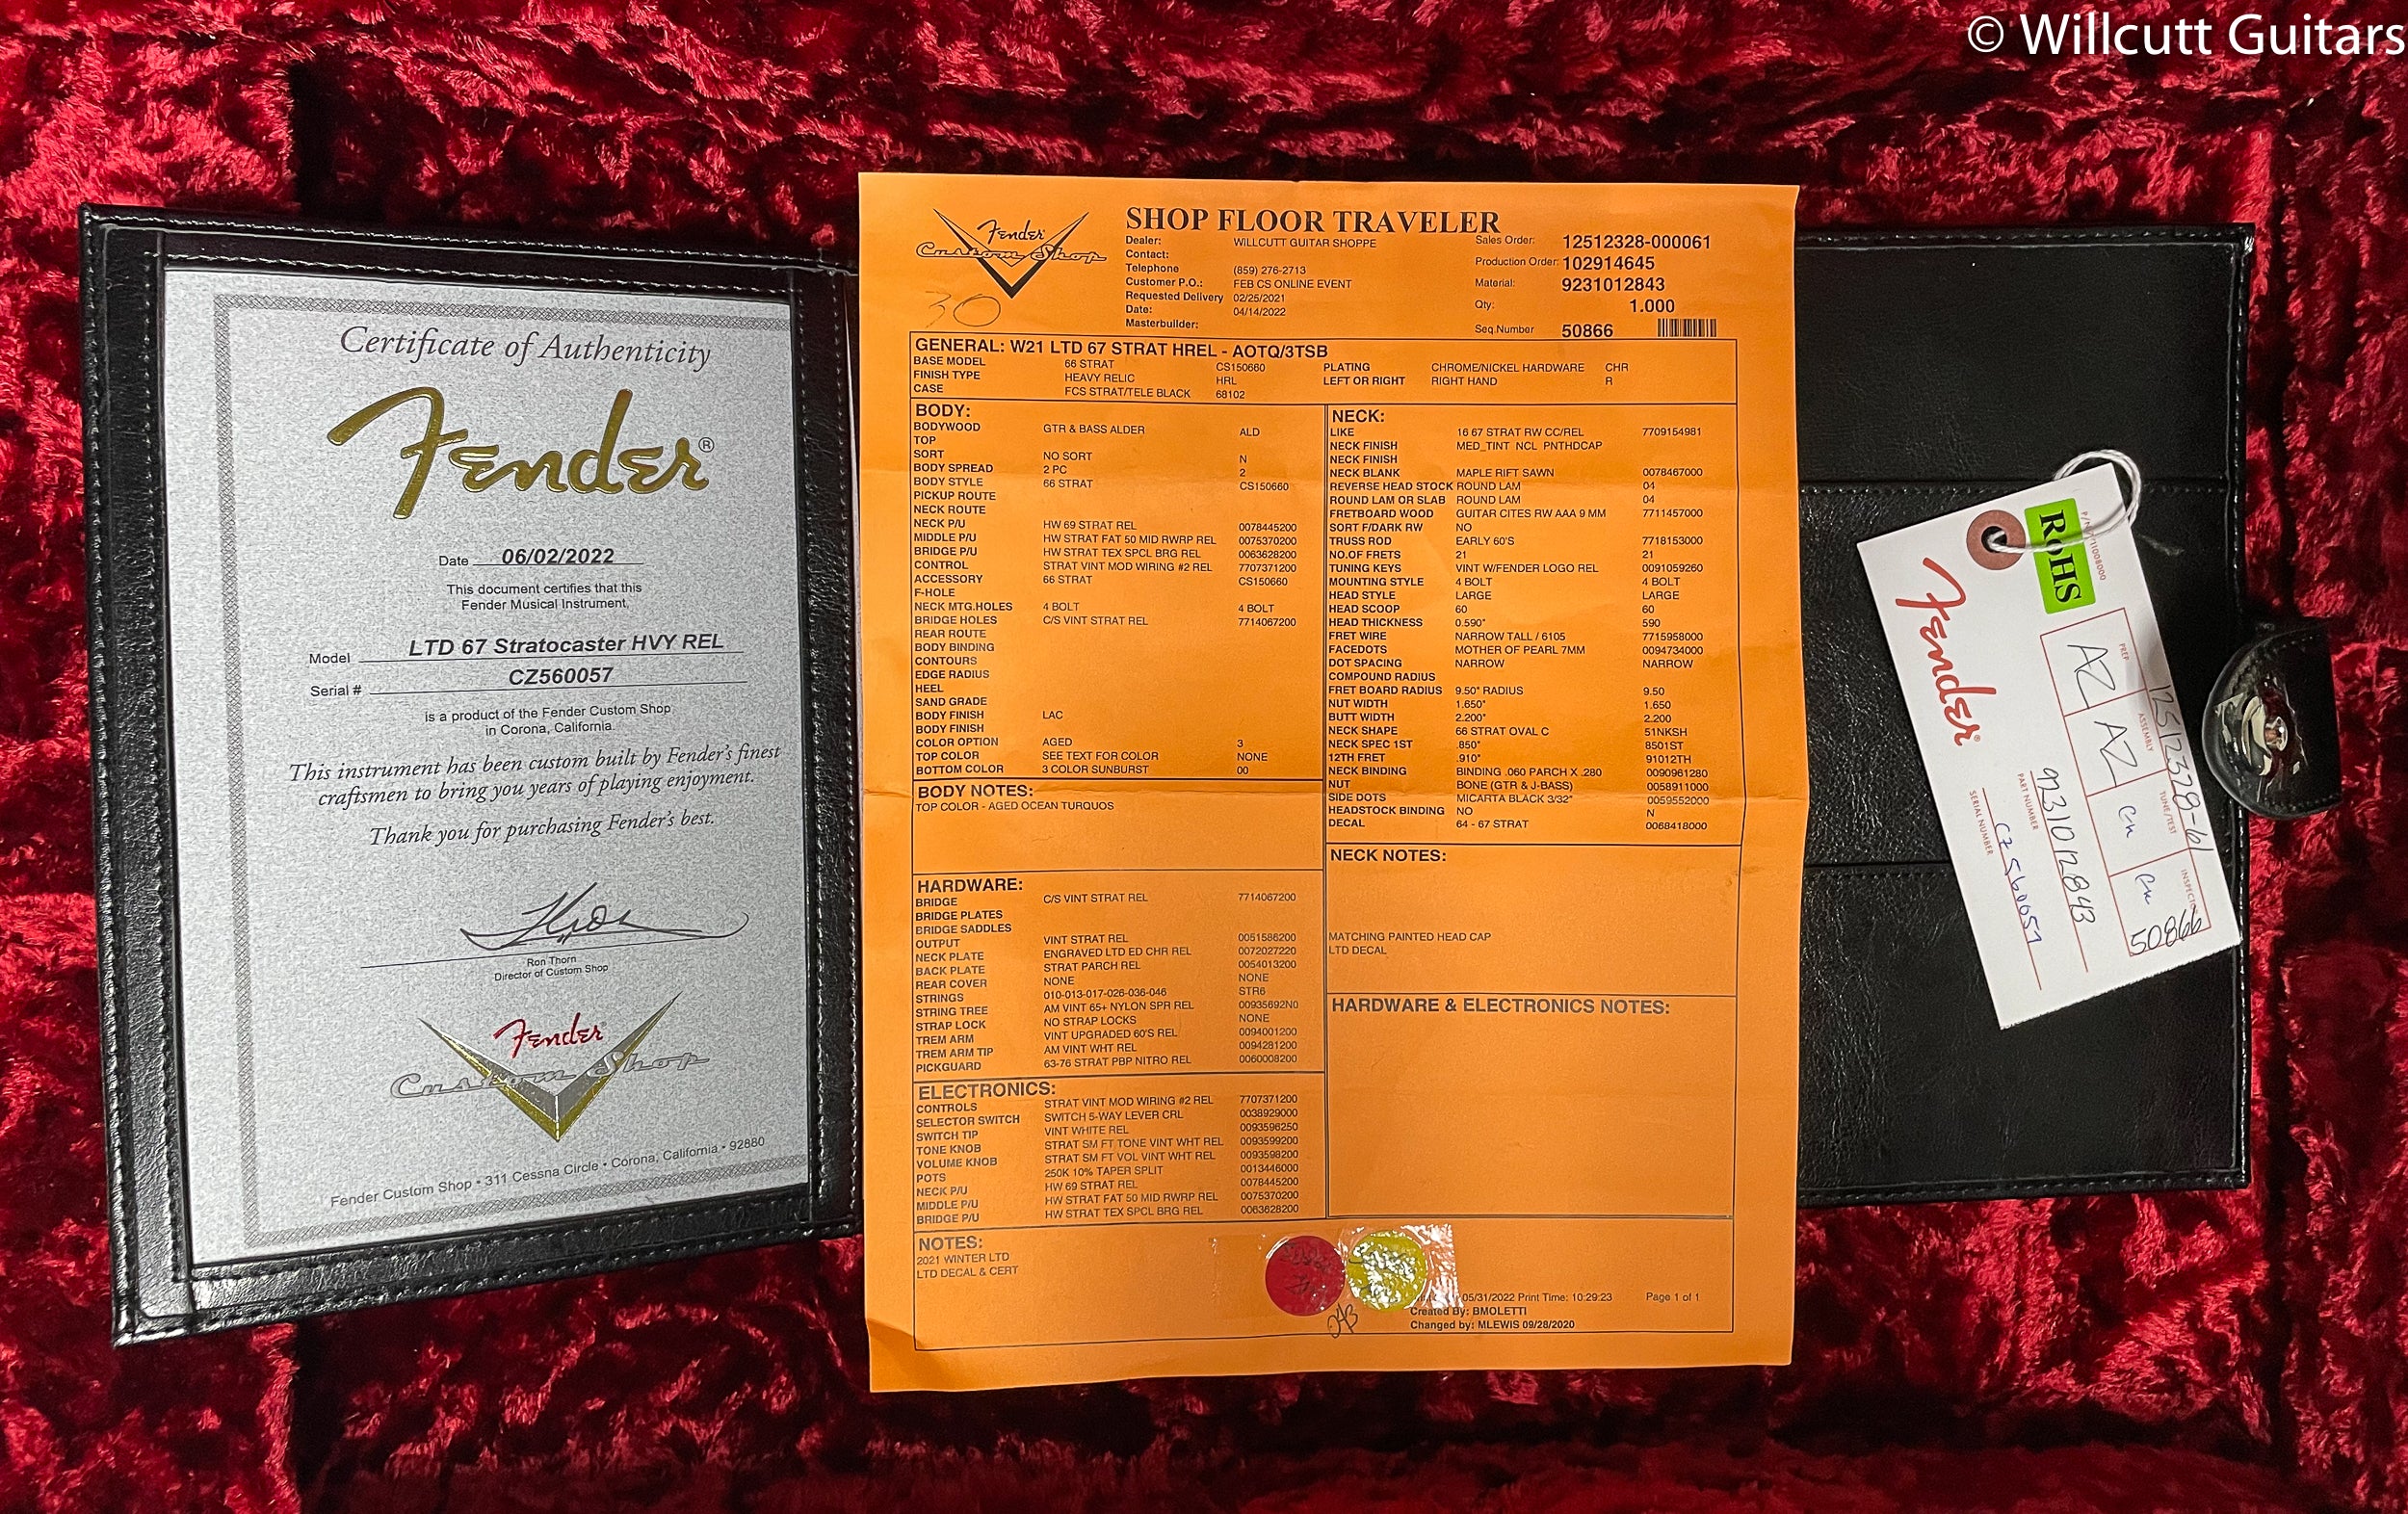 © Willcutt Guitars
Certificate of Authenticity
Fender®
Date 06/02/2022
This document certifies that this
Fender Musical Instrument,
Model LTD 67 Stratocaster HVY REL
Serial # CZ560057
is a product of the Fender Custom Shop
in Corona, California.
This instrument has been custom built by Fender's finest
craftsmen to bring you years of playing enjoyment.
Thank you for purchasing Fender's best.
Ron Thorn
Director of Custom Shop
Fender
Custom Shop
Fender Custom Shop • 311 Cessna Circle • Corona, California • 92880
Fender
Custom Shop
30
SHOP FLOOR TRAVELER
Dealer: WILLCUTT GUITAR SHOPPE
Contact:
Telephone (859) 276-2713
Customer P.O.: FEB CS ONLINE EVENT
Requested Delivery 02/25/2021
Date: 04/14/2022
Masterbuilder:
Sales Order: 12512328-000061
Production Order: 102914645
Material: 9231012843
Qty: 1.000
Seq.Number 50866
GENERAL: W21 LTD 67 STRAT HREL - AOTQ/3TSB
BASE MODEL 66 STRAT CS150660 PLATING CHROME/NICKEL HARDWARE CHR
FINISH TYPE HEAVY RELIC HRL LEFT OR RIGHT RIGHT HAND R
CASE FCS STRAT/TELE BLACK 68102
BODY:
BODYWOOD GTR & BASS ALDER ALD
TOP
SORT NO SORT N
BODY SPREAD 2 PC 2
BODY STYLE 66 STRAT CS150660
PICKUP ROUTE
NECK ROUTE
NECK P/U HW 69 STRAT REL 0078445200
MIDDLE P/U HW STRAT FAT 50 MID RWRP REL 0075370200
BRIDGE P/U HW STRAT TEX SPCL BRG REL 0063628200
CONTROL STRAT VINT MOD WIRING #2 REL 7707371200
ACCESSORY 66 STRAT CS150660
F-HOLE
NECK MTG.HOLES 4 BOLT 4 BOLT
BRIDGE HOLES C/S VINT STRAT REL 7714067200
REAR ROUTE
BODY BINDING
CONTOURS
EDGE RADIUS
HEEL
SAND GRADE
BODY FINISH LAC
BODY FINISH
COLOR OPTION AGED 3
TOP COLOR SEE TEXT FOR COLOR NONE
BOTTOM COLOR 3 COLOR SUNBURST 00
BODY NOTES:
TOP COLOR - AGED OCEAN TURQUOS
HARDWARE:
BRIDGE C/S VINT STRAT REL 7714067200
BRIDGE PLATES
BRIDGE SADDLES
OUTPUT VINT STRAT REL 0051586200
NECK PLATE ENGRAVED LTD ED CHR REL 0072027220
BACK PLATE STRAT PARCH REL 0054013200
REAR COVER NONE NONE
STRINGS 010-013-017-026-036-046 STR6
STRING TREE AM VINT 65+ NYLON SPR REL 00935692N0
STRAP LOCK NO STRAP LOCKS NONE
TREM ARM VINT UPGRADED 60'S REL 0094001200
TREM ARM TIP AM VINT WHT REL 0094281200
PICKGUARD 63-76 STRAT PBP NITRO REL 0060008200
ELECTRONICS:
CONTROLS STRAT VINT MOD WIRING #2 REL 7707371200
SELECTOR SWITCH SWITCH 5-WAY LEVER CRL 0038929000
SWITCH TIP VINT WHITE REL 0093596250
TONE KNOB STRAT SM FT TONE VINT WHT REL 0093599200
VOLUME KNOB STRAT SM FT VOL VINT WHT REL 0093598200
POTS 250K 10% TAPER SPLIT 0013446000
NECK P/U HW 69 STRAT REL 0078445200
MIDDLE P/U HW STRAT FAT 50 MID RWRP REL 0075370200
BRIDGE P/U HW STRAT TEX SPCL BRG REL 0063628200
NECK:
LIKE 16 67 STRAT RW CC/REL 7709154981
NECK FINISH MED_TINT NCL PNTHDCAP
NECK FINISH
NECK BLANK MAPLE RIFT SAWN 0078467000
REVERSE HEAD STOCK ROUND LAM 04
ROUND LAM OR SLAB ROUND LAM 04
FRETBOARD WOOD GUITAR CITES RW AAA 9 MM 7711457000
SORT F/DARK RW NO
TRUSS ROD EARLY 60'S 7718153000
NO.OF FRETS 21 21
TUNING KEYS VINT W/FENDER LOGO REL 0091059260
MOUNTING STYLE 4 BOLT 4 BOLT
HEAD STYLE LARGE LARGE
HEAD SCOOP 60 60
HEAD THICKNESS 0.590" 590
FRET WIRE NARROW TALL / 6105 7715958000
FACEDOTS MOTHER OF PEARL 7MM 0094734000
DOT SPACING NARROW NARROW
COMPOUND RADIUS
FRET BOARD RADIUS 9.50" RADIUS 9.50
NUT WIDTH 1.650" 1.650
BUTT WIDTH 2.200" 2.200
NECK SHAPE 66 STRAT OVAL C 51NKSH
NECK SPEC 1ST .850" 8501ST
12TH FRET .910" 91012TH
NECK BINDING BINDING .060 PARCH X .280 0090961280
NUT BONE (GTR & J-BASS) 0058911000
SIDE DOTS MICARTA BLACK 3/32" 0059552000
HEADSTOCK BINDING NO N
DECAL 64 - 67 STRAT 0068418000
NECK NOTES:
MATCHING PAINTED HEAD CAP
LTD DECAL
HARDWARE & ELECTRONICS NOTES:
NOTES:
2021 WINTER LTD
LTD DECAL & CERT
05/31/2022 Print Time: 10:29:23 Page 1 of 1
Created By: BMOLETTI
Changed by: MLEWIS 09/28/2020
RoHS
Fender®
PREP AZ
ASSEMBLY AZ
TUNE/TEST
12512328-61
50866
PART NUMBER 9231012843
SERIAL NUMBER CZ560057